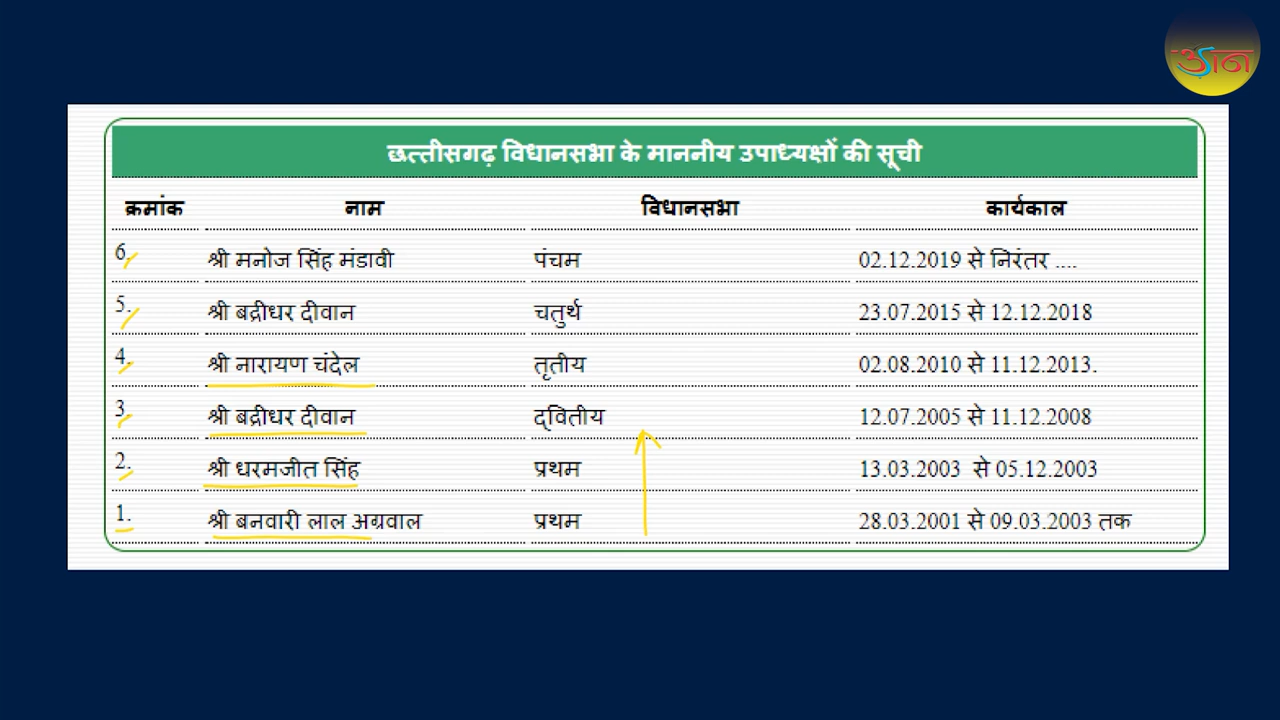 उड़ान
छत्तीसगढ़ विधानसभा के माननीय उपाध्यक्षों की सूची
क्रमांक नाम विधानसभा कार्यकाल
6. श्री मनोज सिंह मंडावी पंचम 02.12.2019 से निरंतर ....
5. श्री बद्रीधर दीवान चतुर्थ 23.07.2015 से 12.12.2018
4. श्री नारायण चंदेल तृतीय 02.08.2010 से 11.12.2013.
3. श्री बद्रीधर दीवान द्वितीय 12.07.2005 से 11.12.2008
2. श्री धरमजीत सिंह प्रथम 13.03.2003 से 05.12.2003
1. श्री बनवारी लाल अग्रवाल प्रथम 28.03.2001 से 09.03.2003 तक